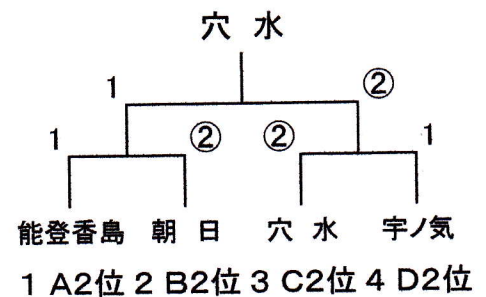 穴 水
1 ②
1 ② ② 1
能登香島 朝 日 穴 水 宇ノ気
1 A2位 2 B2位 3 C2位 4 D2位